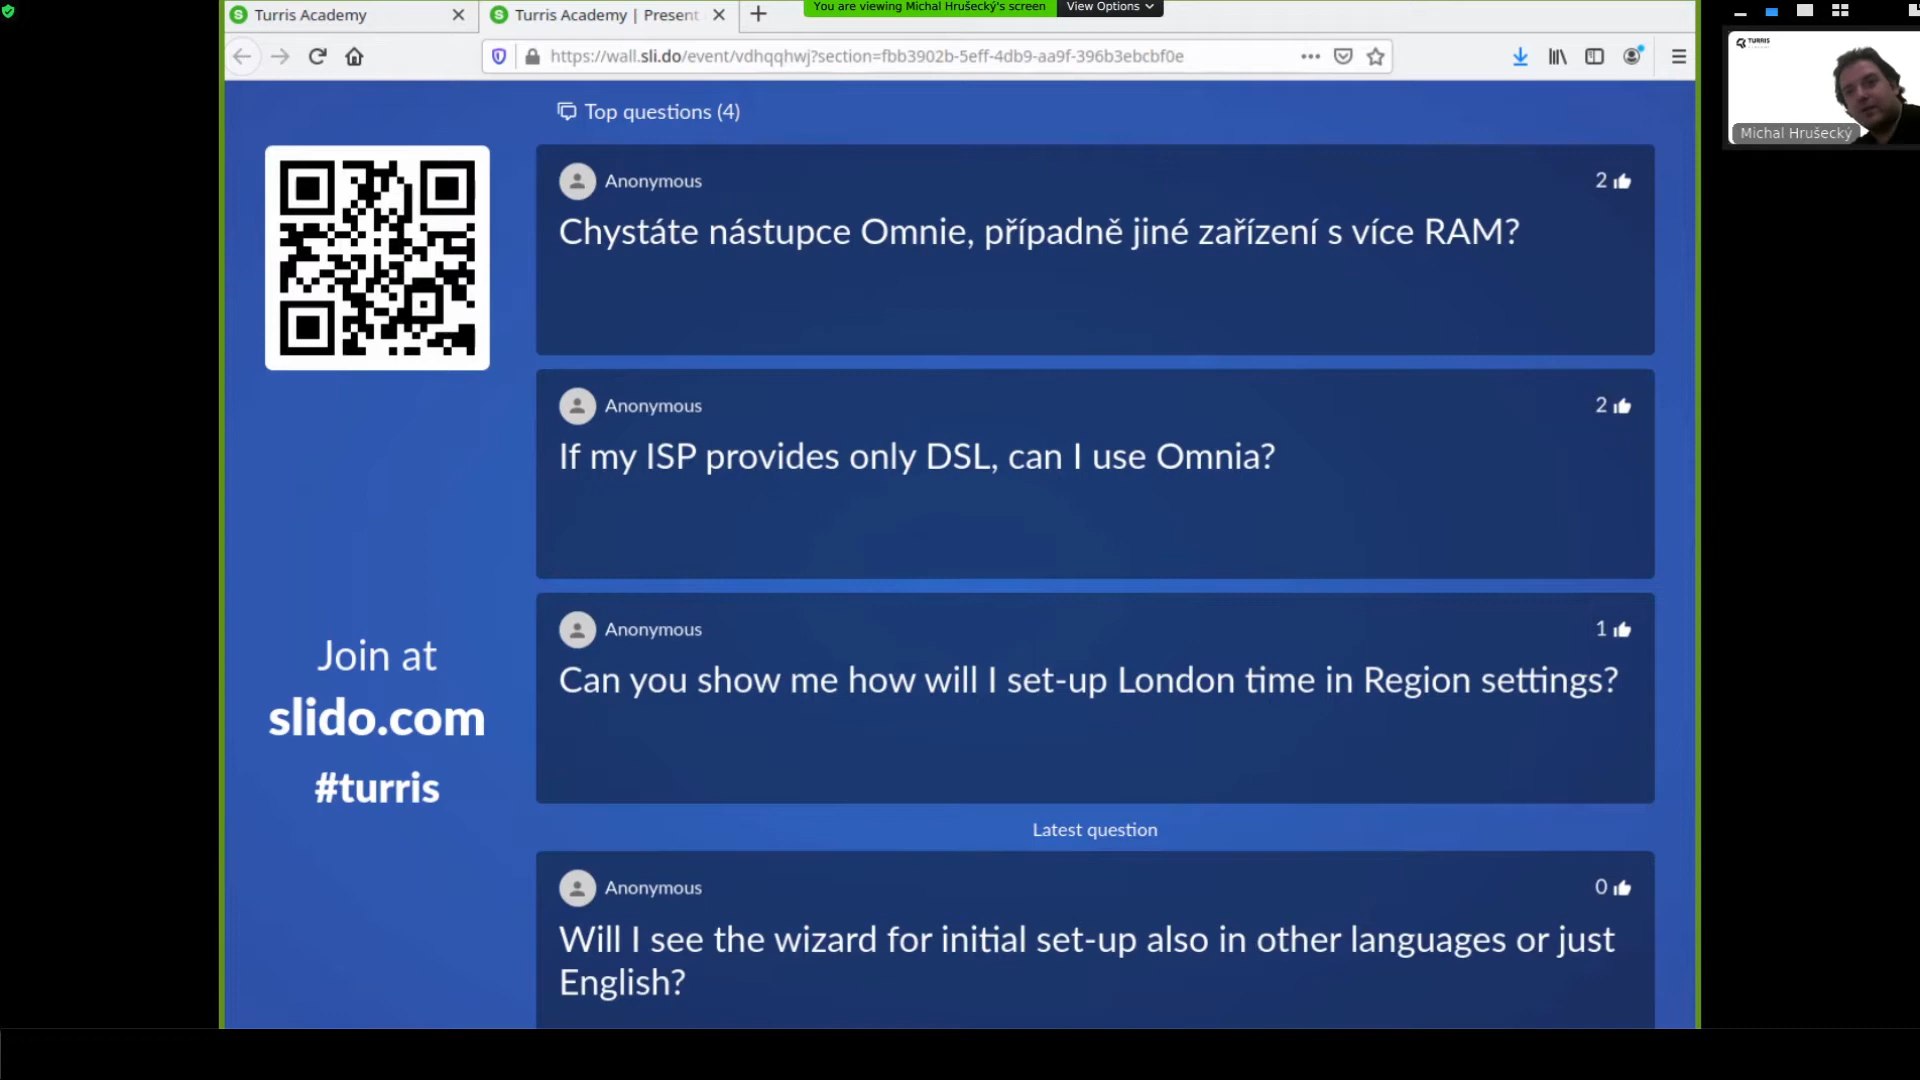 Turris Academy
Turris Academy | Present
You are viewing Michal Hrušecký's screen
View Options
https://wall.sli.do/event/vdhqqhwj?section=fbb3902b-5eff-4db9-aa9f-396b3ebcbf0e
TURRIS
Michal Hrušecký
Top questions (4)
Anonymous
2
Chystáte nástupce Omnie, případně jiné zařízení s více RAM?
Anonymous
2
If my ISP provides only DSL, can I use Omnia?
Anonymous
1
Can you show me how will I set-up London time in Region settings?
Join at
slido.com
#turris
Latest question
Anonymous
0
Will I see the wizard for initial set-up also in other languages or just
English?